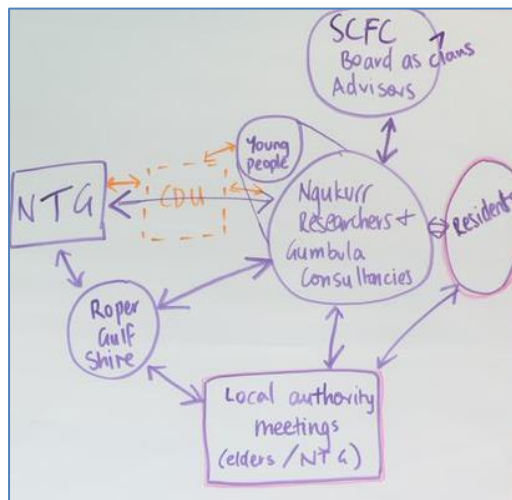 SCFC
Board as clans
Advisors
Young
people
NTG
CDU
Ngukurr
Researchers +
Gumbula
Consultancies
Residents
Roper
Gulf
Shire
Local authority
meetings
(elders / NTG)